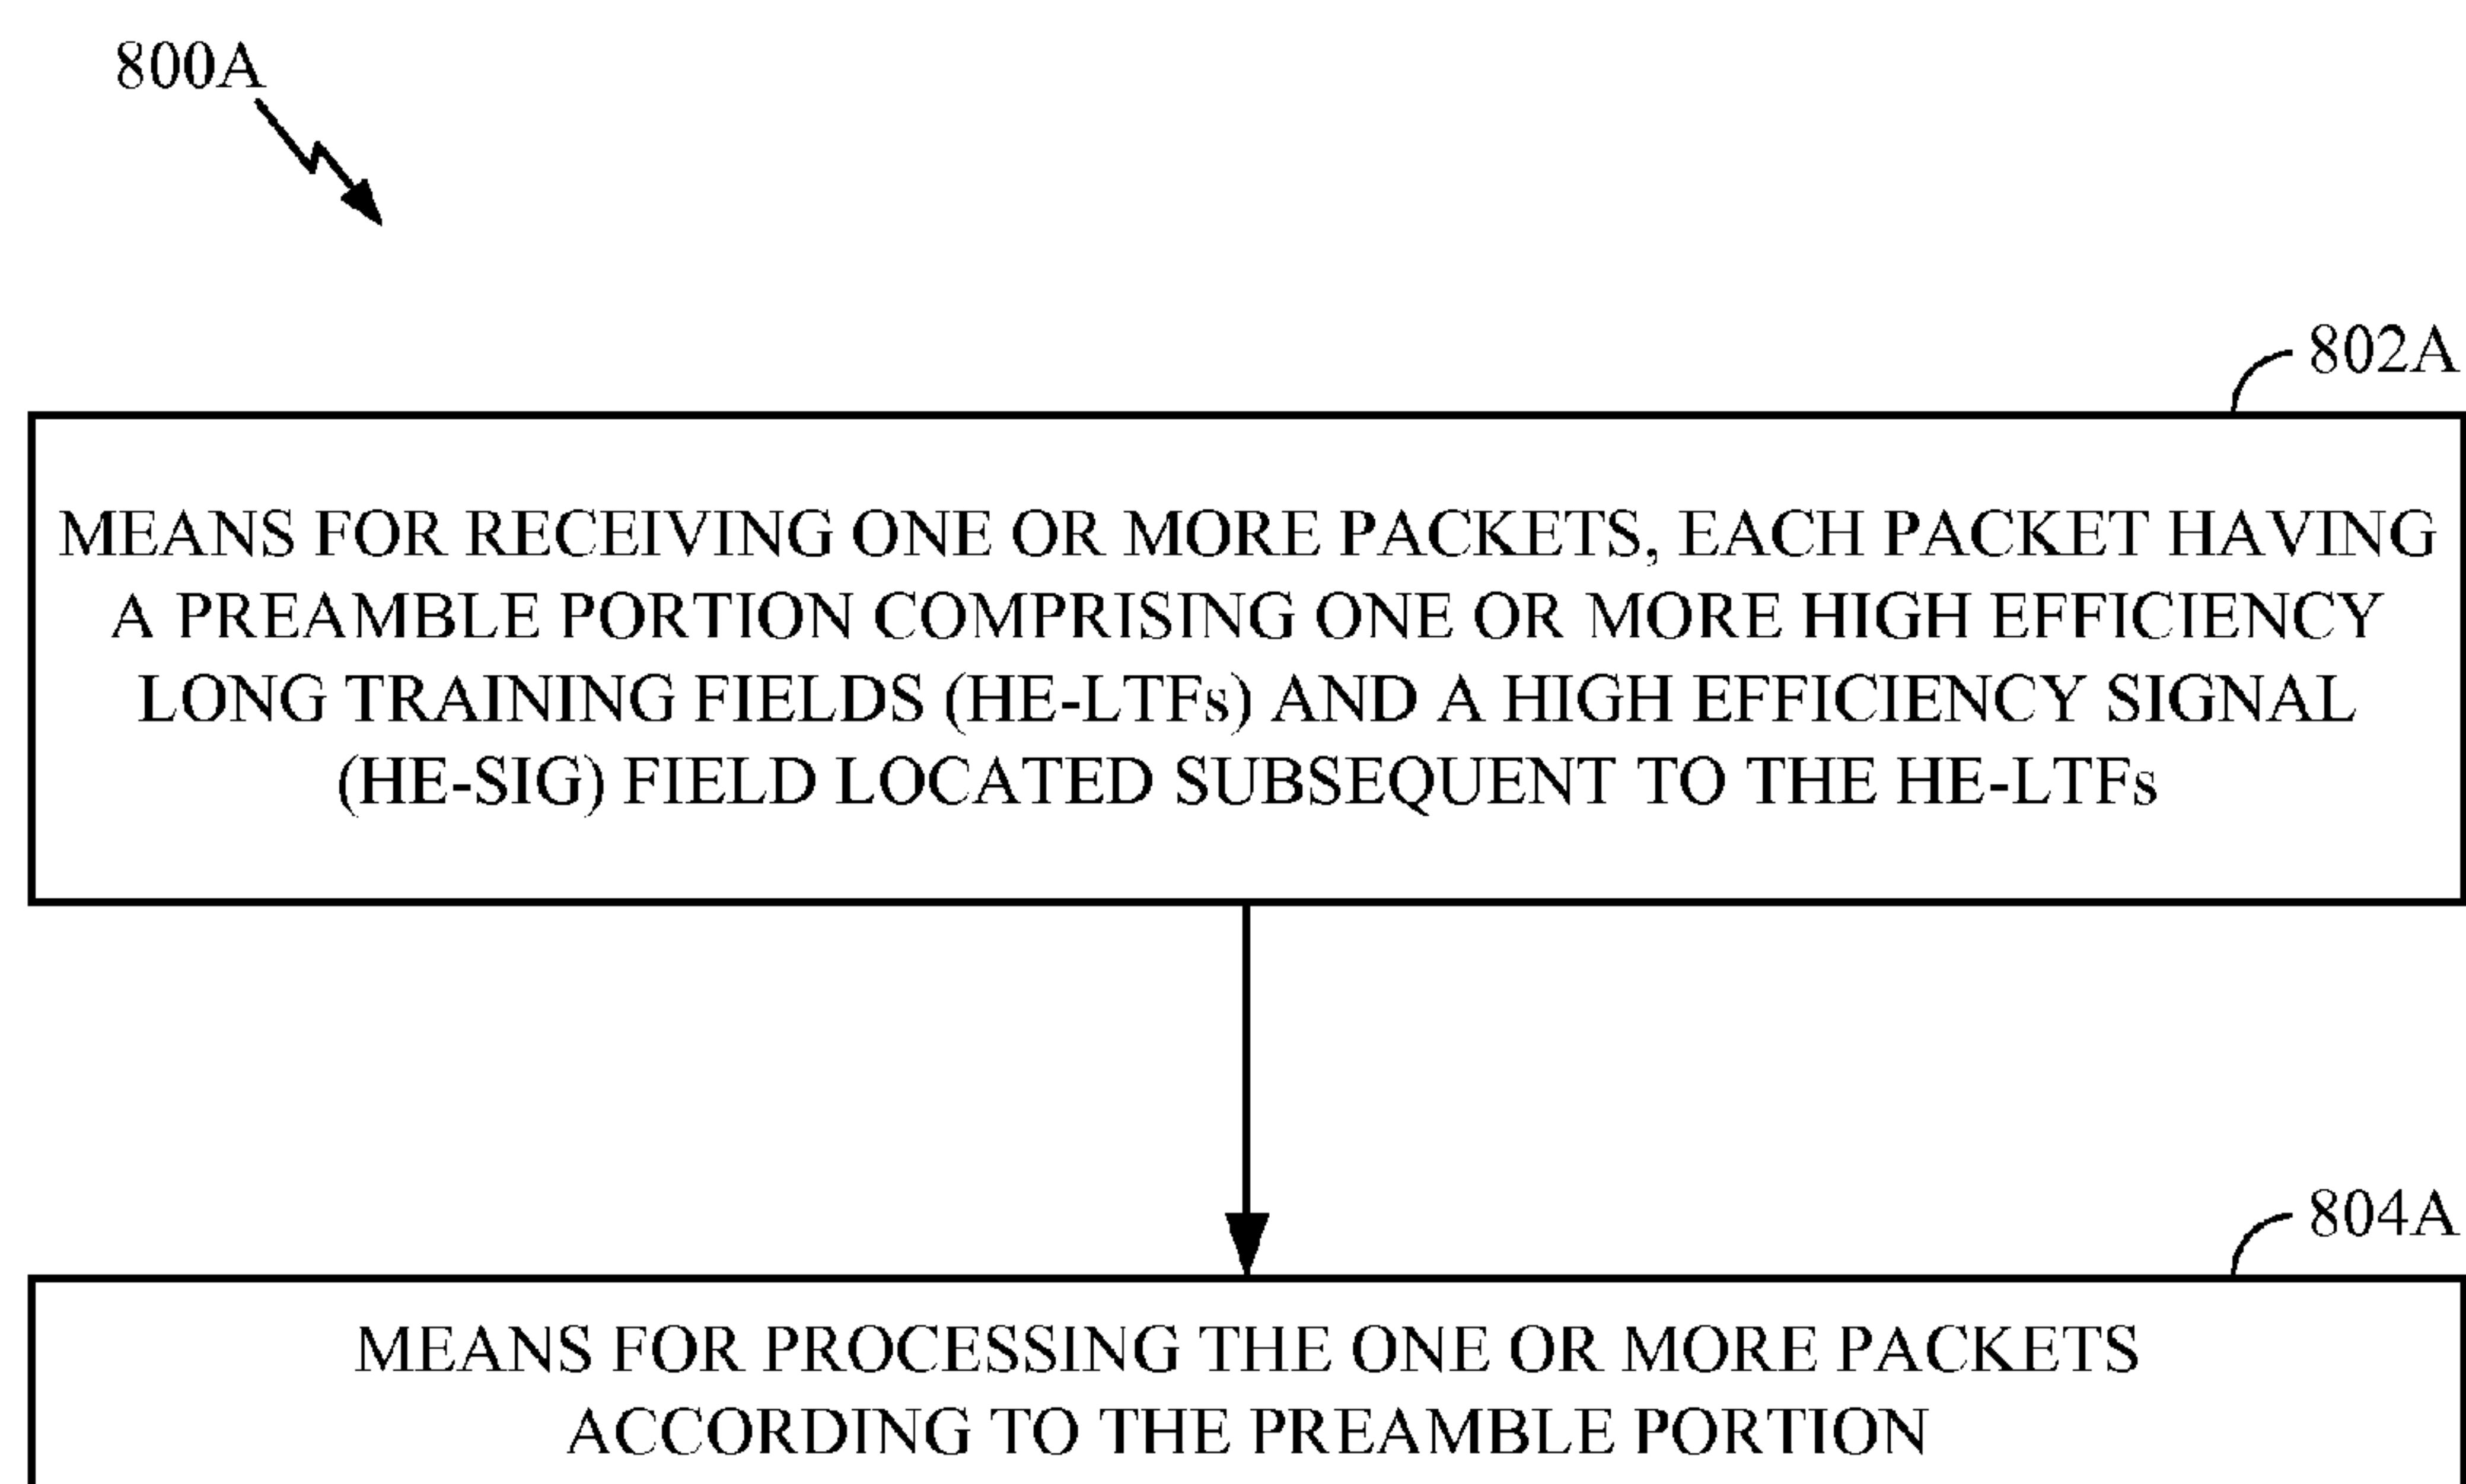 800A
802A
MEANS FOR RECEIVING ONE OR MORE PACKETS, EACH PACKET HAVING
A PREAMBLE PORTION COMPRISING ONE OR MORE HIGH EFFICIENCY
LONG TRAINING FIELDS (HE-LTFs) AND A HIGH EFFICIENCY SIGNAL
(HE-SIG) FIELD LOCATED SUBSEQUENT TO THE HE-LTFs
804A
MEANS FOR PROCESSING THE ONE OR MORE PACKETS
ACCORDING TO THE PREAMBLE PORTION